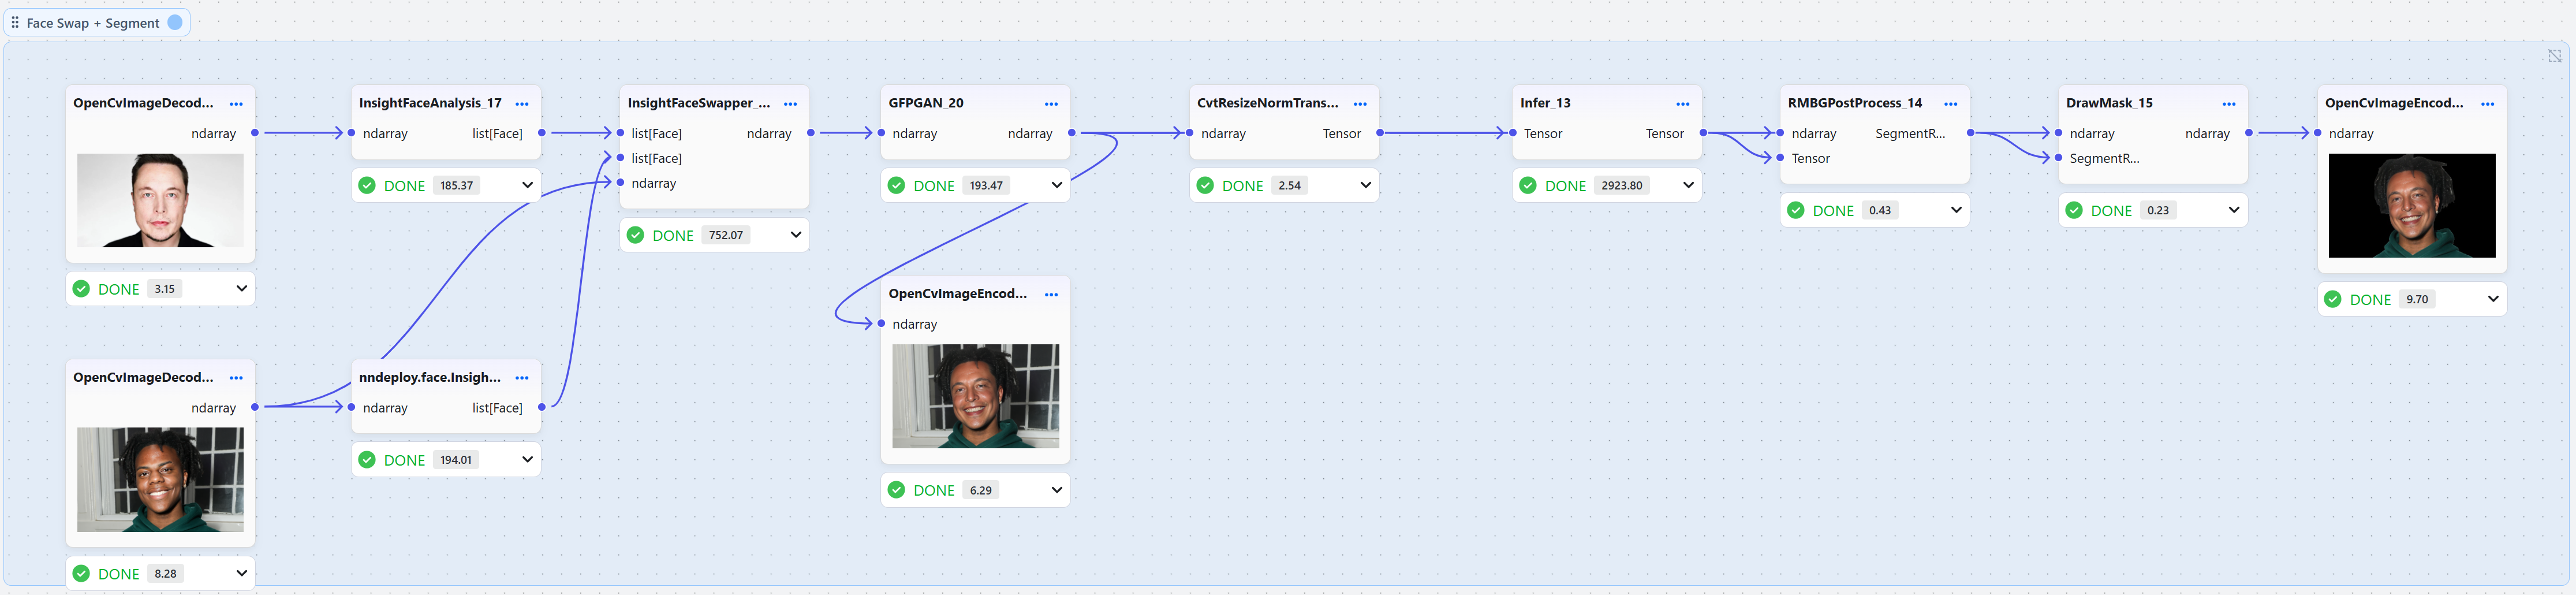 Face Swap + Segment
OpenCvImageDecod...
ndarray
DONE 3.15
InsightFaceAnalysis_17
ndarray list[Face]
DONE 185.37
InsightFaceSwapper_...
list[Face] ndarray
list[Face]
ndarray
DONE 752.07
GFPGAN_20
ndarray ndarray
DONE 193.47
CvtResizeNormTrans...
ndarray Tensor
DONE 2.54
Infer_13
Tensor Tensor
DONE 2923.80
RMBGPostProcess_14
ndarray SegmentR...
Tensor
DONE 0.43
DrawMask_15
ndarray ndarray
SegmentR...
DONE 0.23
OpenCvImageEncod...
ndarray
DONE 9.70
OpenCvImageDecod...
ndarray
DONE 8.28
nndeploy.face.Insigh...
ndarray list[Face]
DONE 194.01
OpenCvImageEncod...
ndarray
DONE 6.29